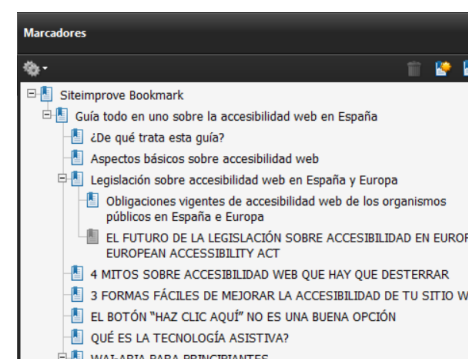 Marcadores
Siteimprove Bookmark
Guía todo en uno sobre la accesibilidad web en España
¿De qué trata esta guía?
Aspectos básicos sobre accesibilidad web
Legislación sobre accesibilidad web en España y Europa
Obligaciones vigentes de accesibilidad web de los organismos
públicos en España e Europa
EL FUTURO DE LA LEGISLACIÓN SOBRE ACCESIBILIDAD EN
EUROPEAN ACCESSIBILITY ACT
4 MITOS SOBRE ACCESIBILIDAD WEB QUE HAY QUE DESTERRAR
3 FORMAS FÁCILES DE MEJORAR LA ACCESIBILIDAD DE TU SITIO
EL BOTÓN “HAZ CLIC AQUÍ” NO ES UNA BUENA OPCIÓN
QUÉ ES LA TECNOLOGÍA ASISTIVA?
WAI-ARIA PARA PRINCIPIANTES